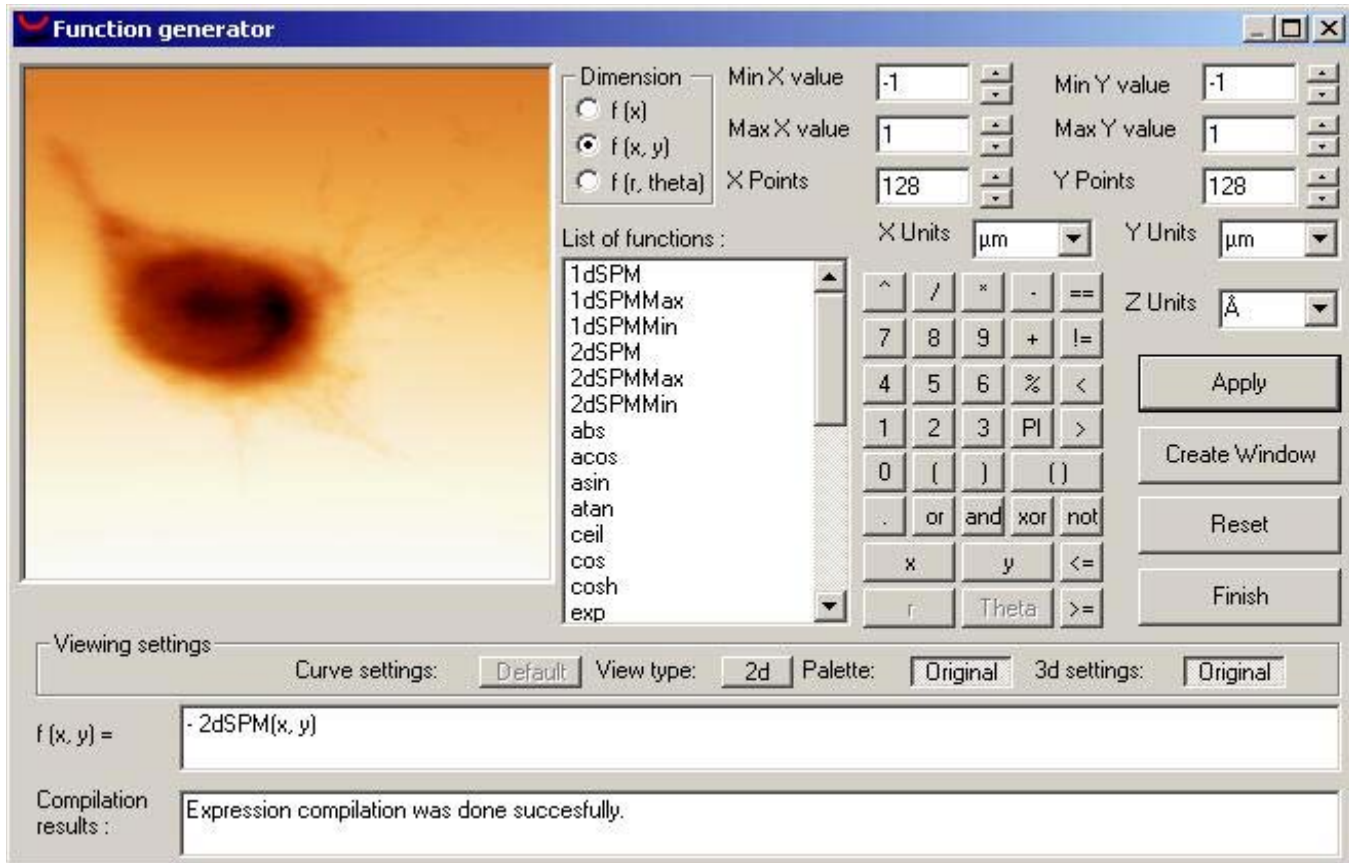 Function generator
Dimension
f (x)
f (x, y)
f (r, theta)
Min X value
-1
Min Y value
-1
Max X value
1
Max Y value
1
X Points
128
Y Points
128
List of functions :
X Units
µm
Y Units
µm
Z Units
Å
1dSPM
1dSPMMax
1dSPMMin
2dSPM
2dSPMMax
2dSPMMin
abs
acos
asin
atan
ceil
cos
cosh
exp
^ / * - ==
7 8 9 + !=
4 5 6 % <
1 2 3 PI >
0 ( ) ( )
. or and xor not
x y <=
r Theta >=
Apply
Create Window
Reset
Finish
Viewing settings
Curve settings: Default View type: 2d Palette: Original 3d settings: Original
f (x, y) =
- 2dSPM(x, y)
Compilation
results :
Expression compilation was done succesfully.